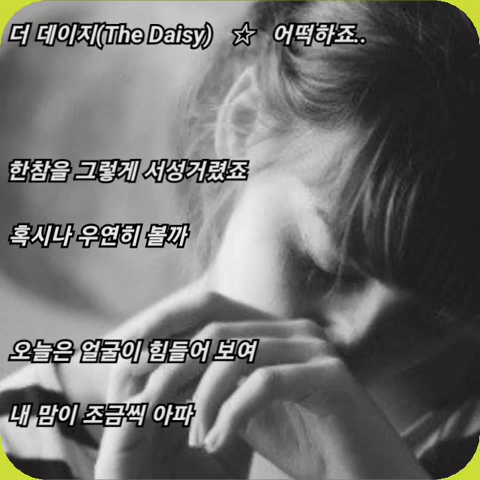 더 데이지(The Daisy) ☆ 어떡하죠..
한참을 그렇게 서성거렸죠
혹시나 우연히 볼까
오늘은 얼굴이 힘들어 보여
내 맘이 조금씩 아파